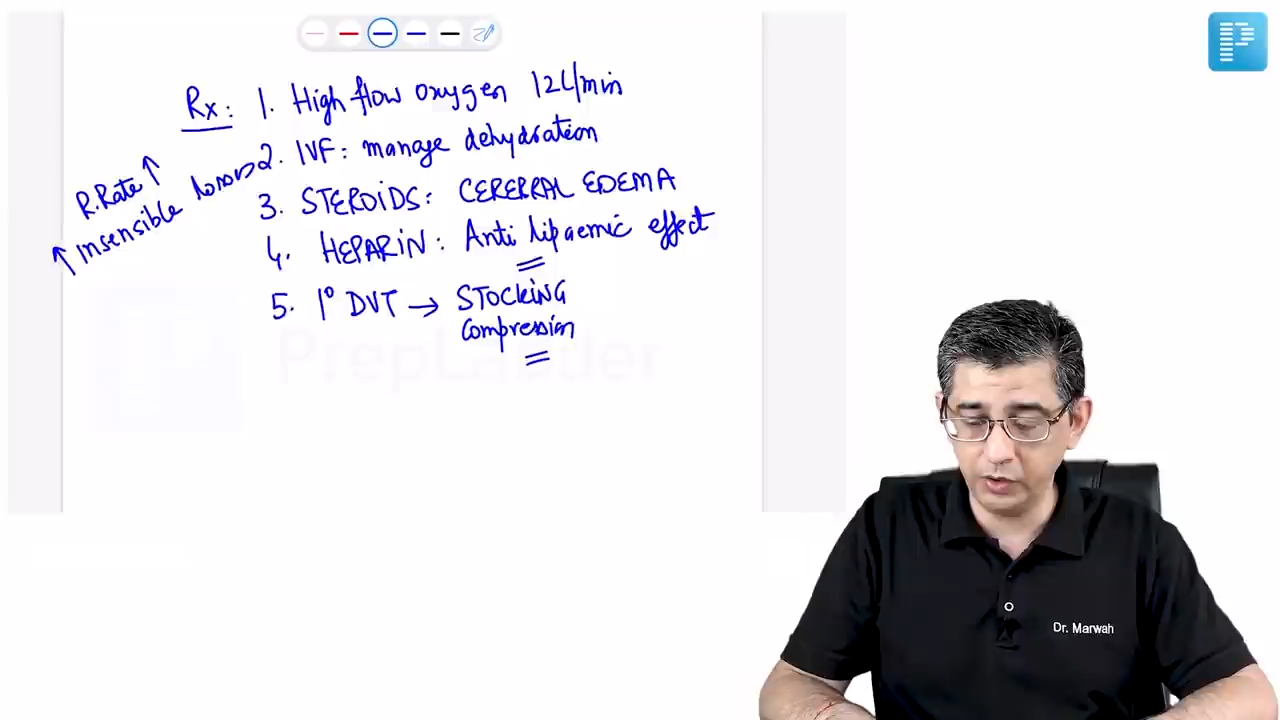 Rx: 1. High flow oxygen 12L/min
2. IVF: manage dehydration
R.Rate ↑
↑ insensible losses
3. STEROIDS: CEREBRAL EDEMA
4. HEPARIN: Anti lipaemic effect
5. 1° DVT → STOCKING
compression
PrepLadder
Dr. Marwah